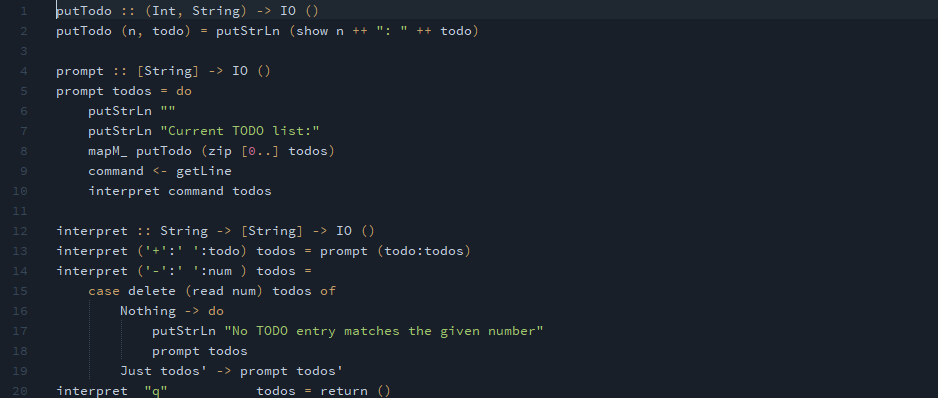 1 putTodo :: (Int, String) -> IO ()
2 putTodo (n, todo) = putStrLn (show n ++ ": " ++ todo)
3
4 prompt :: [String] -> IO ()
5 prompt todos = do
6     putStrLn ""
7     putStrLn "Current TODO list:"
8     mapM_ putTodo (zip [0..] todos)
9     command <- getLine
10     interpret command todos
11
12 interpret :: String -> [String] -> IO ()
13 interpret ('+':' ':todo) todos = prompt (todo:todos)
14 interpret ('-':' ':num ) todos =
15     case delete (read num) todos of
16         Nothing -> do
17             putStrLn "No TODO entry matches the given number"
18             prompt todos
19         Just todos' -> prompt todos'
20 interpret  "q"           todos = return ()